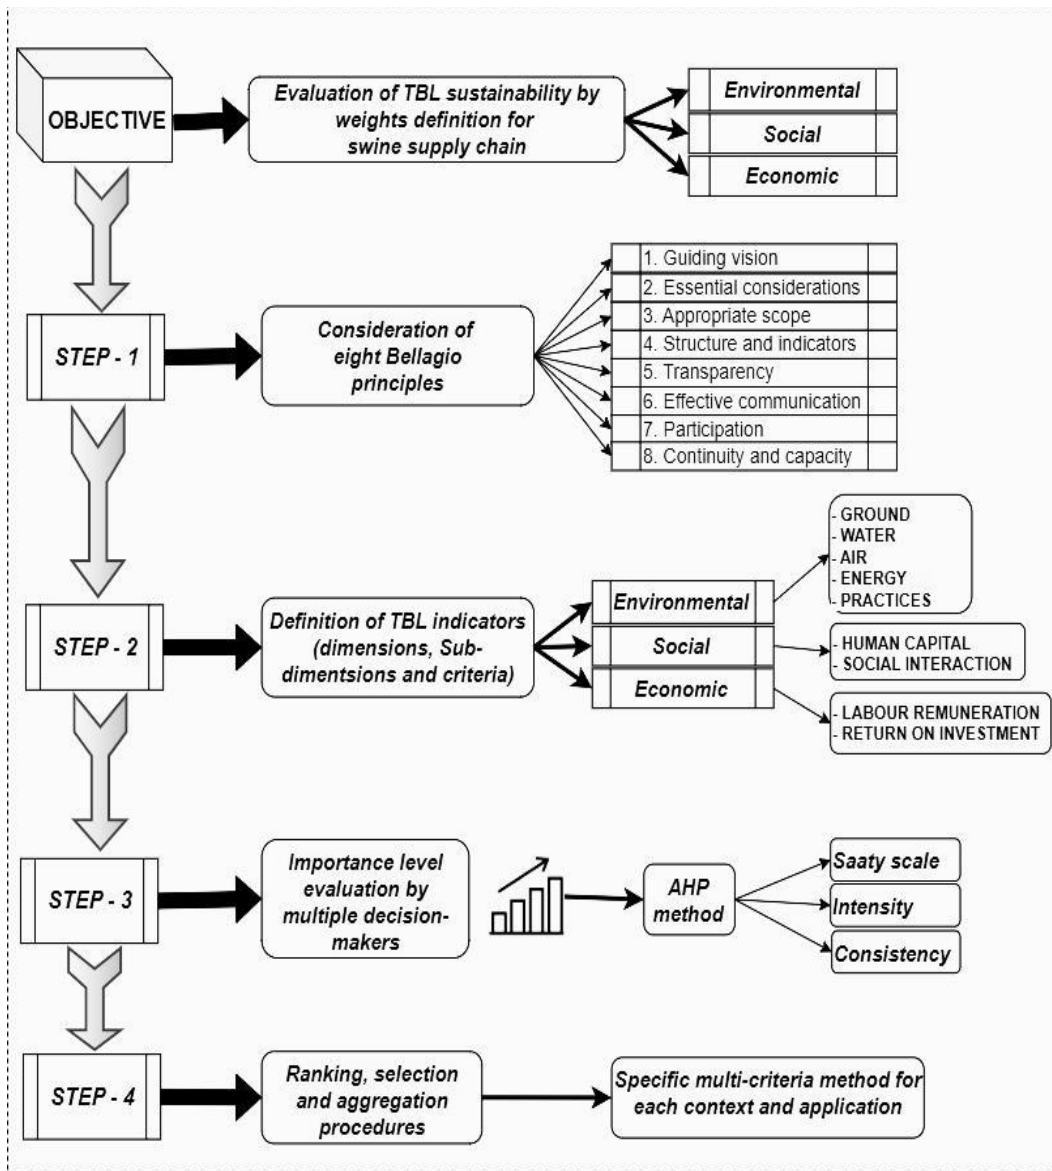 OBJECTIVE
Evaluation of TBL sustainability by
weights definition for
swine supply chain
Environmental
Social
Economic
STEP - 1
Consideration of
eight Bellagio
principles
1. Guiding vision
2. Essential considerations
3. Appropriate scope
4. Structure and indicators
5. Transparency
6. Effective communication
7. Participation
8. Continuity and capacity
STEP - 2
Definition of TBL indicators
(dimensions, Sub-
dimentsions and criteria)
Environmental
Social
Economic
- GROUND
- WATER
- AIR
- ENERGY
- PRACTICES
- HUMAN CAPITAL
- SOCIAL INTERACTION
- LABOUR REMUNERATION
- RETURN ON INVESTMENT
STEP - 3
Importance level
evaluation by
multiple decision-
makers
AHP
method
Saaty scale
Intensity
Consistency
STEP - 4
Ranking, selection
and aggregation
procedures
Specific multi-criteria method for
each context and application